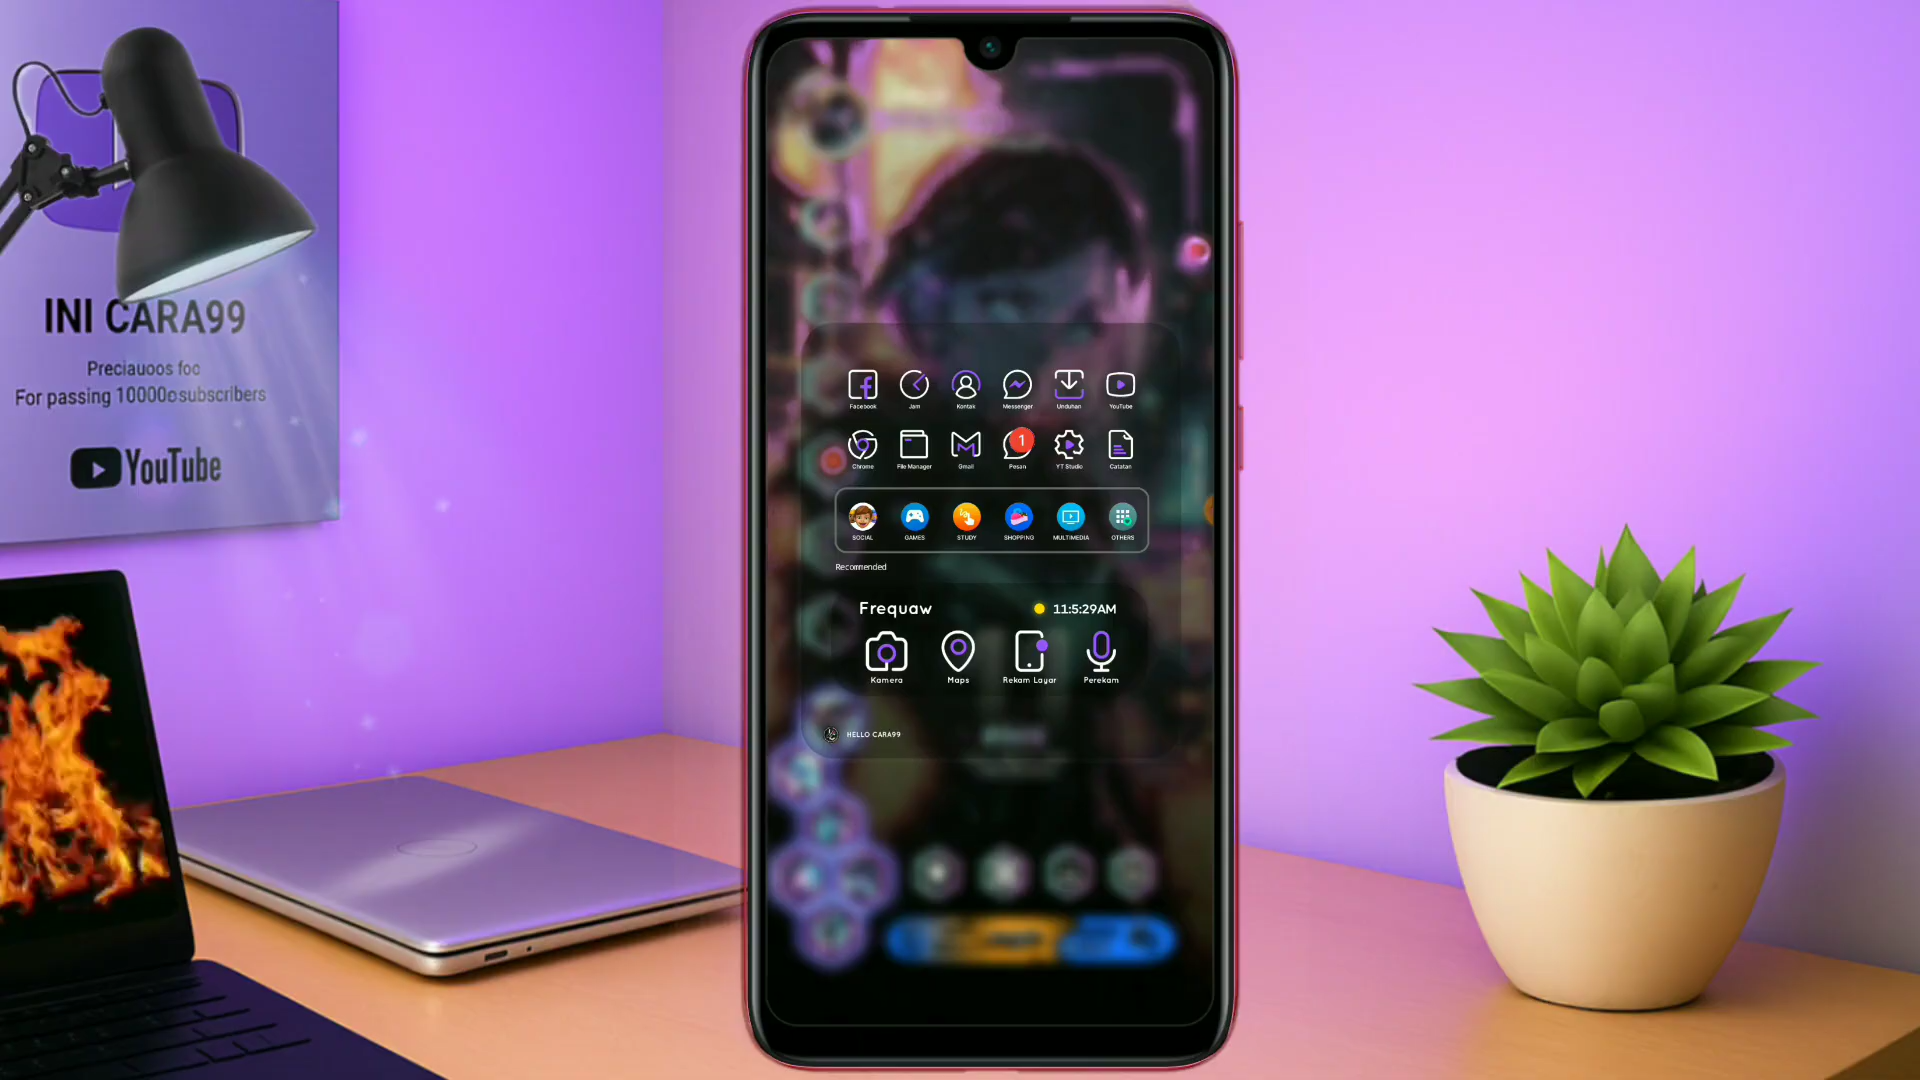 INI CARA99
Preciauoos foo
For passing 10000osubscribers
YouTube
Facebook Jam Kontak Messenger Unduhan YouTube
Chrome File Manager Gmail Pesan YT Studio Catatan
1
SOCIAL GAMES STUDY SHOPPING MULTIMEDIA OTHERS
Recommended
Frequaw 11:5:29AM
Kamera Maps Rekam Layar Perekam
HELLO CARA99